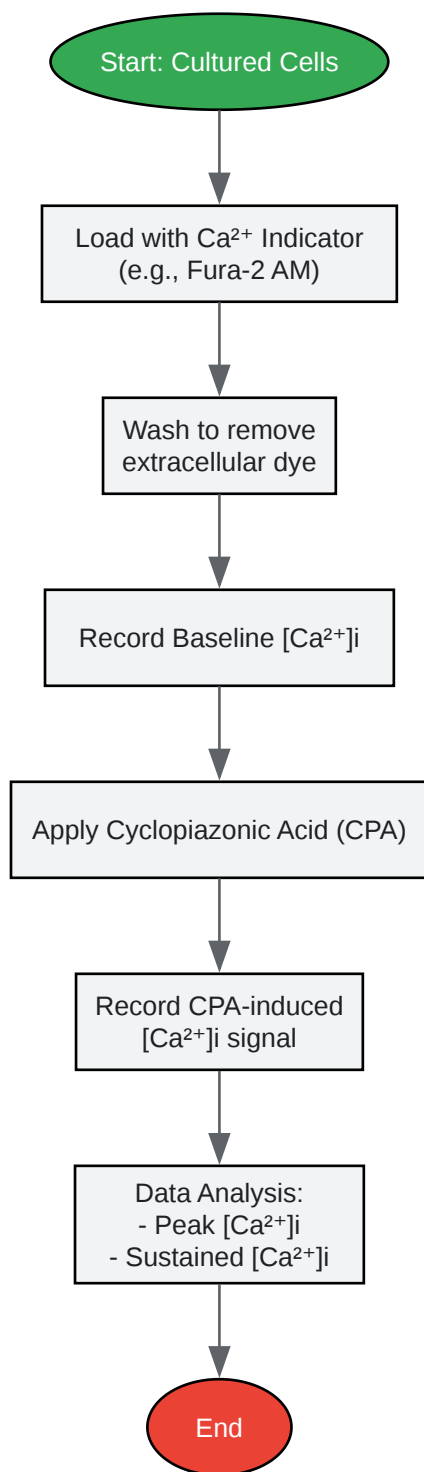 Start: Cultured Cells
Load with Ca²⁺ Indicator
(e.g., Fura-2 AM)
Wash to remove
extracellular dye
Record Baseline [Ca²⁺]i
Apply Cyclopiazonic Acid (CPA)
Record CPA-induced
[Ca²⁺]i signal
Data Analysis:
- Peak [Ca²⁺]i
- Sustained [Ca²⁺]i
End